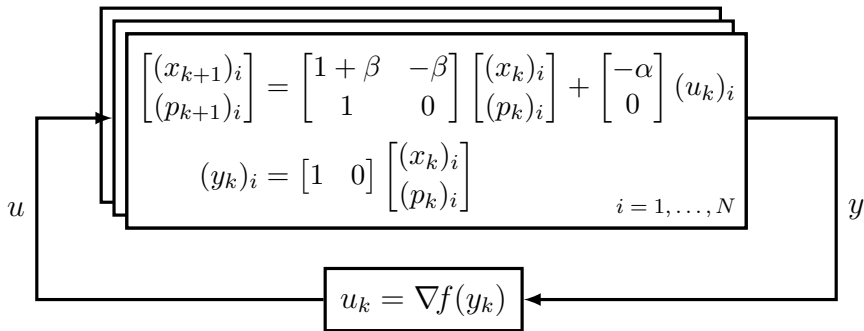 [(x_{k+1})_i (p_{k+1})_i] = [1 + β −β 1 0] [(x_k)_i (p_k)_i] + [−α 0] (u_k)_i
(y_k)_i = [1 0] [(x_k)_i (p_k)_i]
i = 1, . . . , N
u
y
u_k = ∇f(y_k)